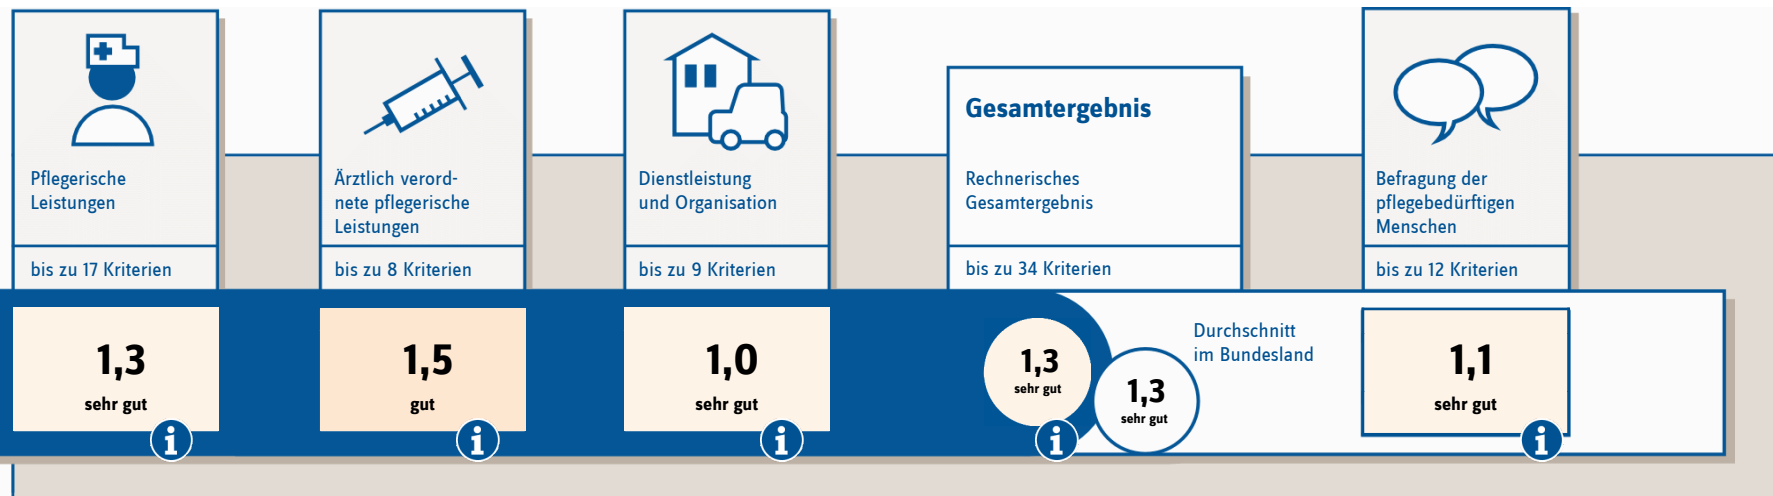 Pflegerische
Leistungen
bis zu 17 Kriterien
1,3
sehr gut
i
Ärztlich verord-
nete pflegerische
Leistungen
bis zu 8 Kriterien
1,5
gut
i
Dienstleistung
und Organisation
bis zu 9 Kriterien
1,0
sehr gut
i
Gesamtergebnis
Rechnerisches
Gesamtergebnis
bis zu 34 Kriterien
1,3
sehr gut
i
Durchschnitt
im Bundesland
1,3
sehr gut
Befragung der
pflegebedürftigen
Menschen
bis zu 12 Kriterien
1,1
sehr gut
i